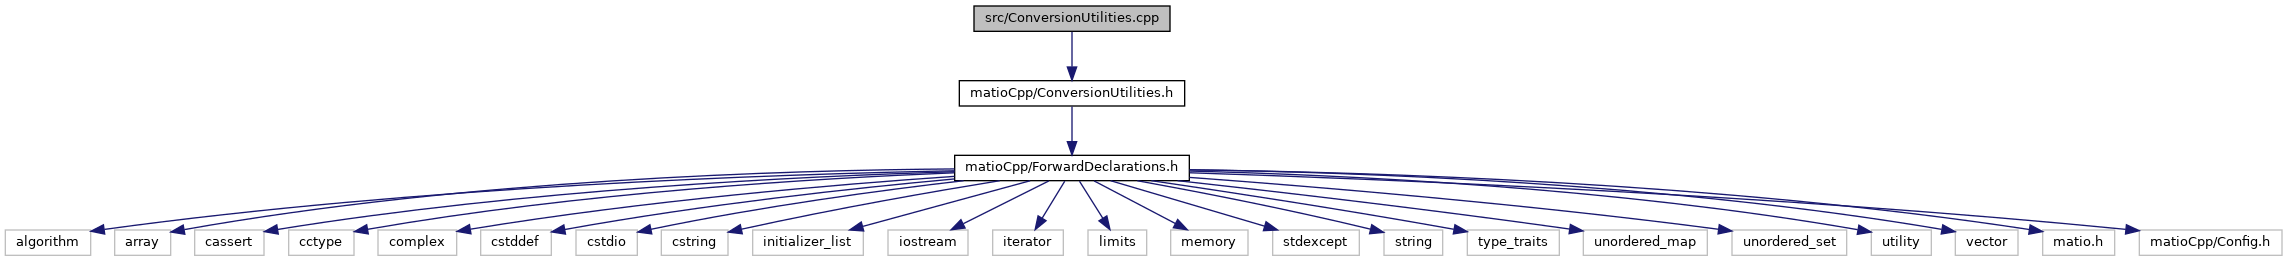 src/ConversionUtilities.cpp
matioCpp/ConversionUtilities.h
matioCpp/ForwardDeclarations.h
algorithm
array
cassert
cctype
complex
cstddef
cstdio
cstring
initializer_list
iostream
iterator
limits
memory
stdexcept
string
type_traits
unordered_map
unordered_set
utility
vector
matio.h
matioCpp/Config.h